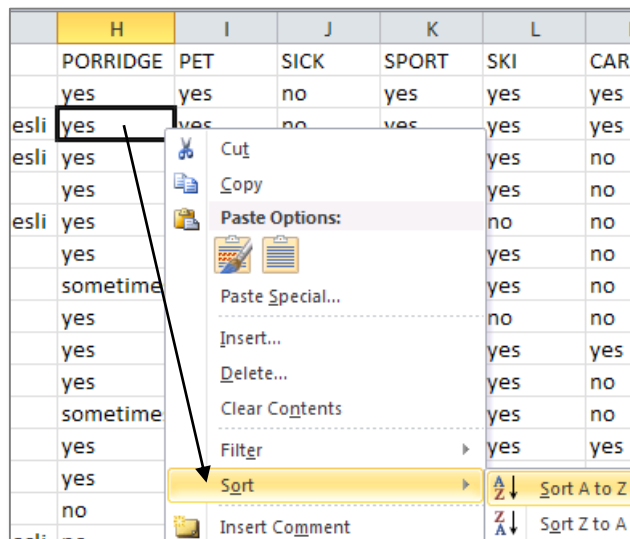 H I J K L
PORRIDGE PET SICK SPORT SKI CAR
yes yes no yes yes yes
esli yes yes no yes yes yes
esli yes Cut yes no
yes Copy yes no
esli yes Paste Options: no no
yes yes no
sometime Paste Special... yes no
yes no no
yes Insert... yes yes
yes Delete... yes no
sometime Clear Contents yes no
yes Filter yes yes
yes Sort Sort A to Z
no Insert Comment Sort Z to A